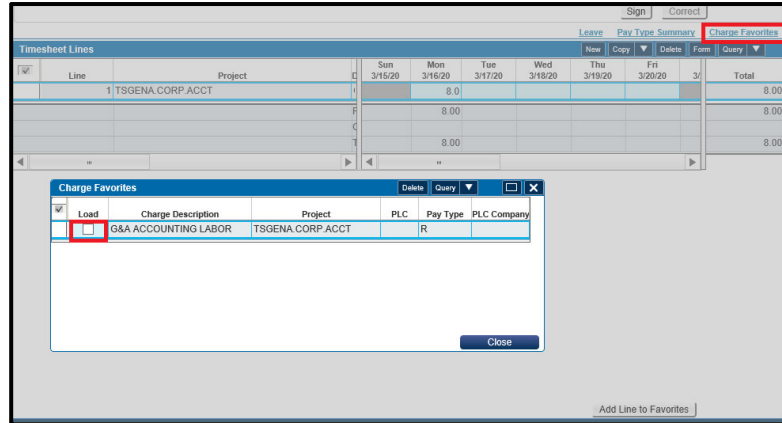 Sign Correct
Leave Pay Type Summary Charge Favorites
Timesheet Lines New Copy Delete Form Query
Sun Mon Tue Wed Thu Fri
Line Project D 3/15/20 3/16/20 3/17/20 3/18/20 3/19/20 3/20/20 3/ Total
1 TSGENA.CORP.ACCT 8.0 8.00
8.00 8.00
T 8.00 8.00
Charge Favorites Delete Query
Load Charge Description Project PLC Pay Type PLC Company
G&A ACCOUNTING LABOR TSGENA.CORP.ACCT R
Close
Add Line to Favorites